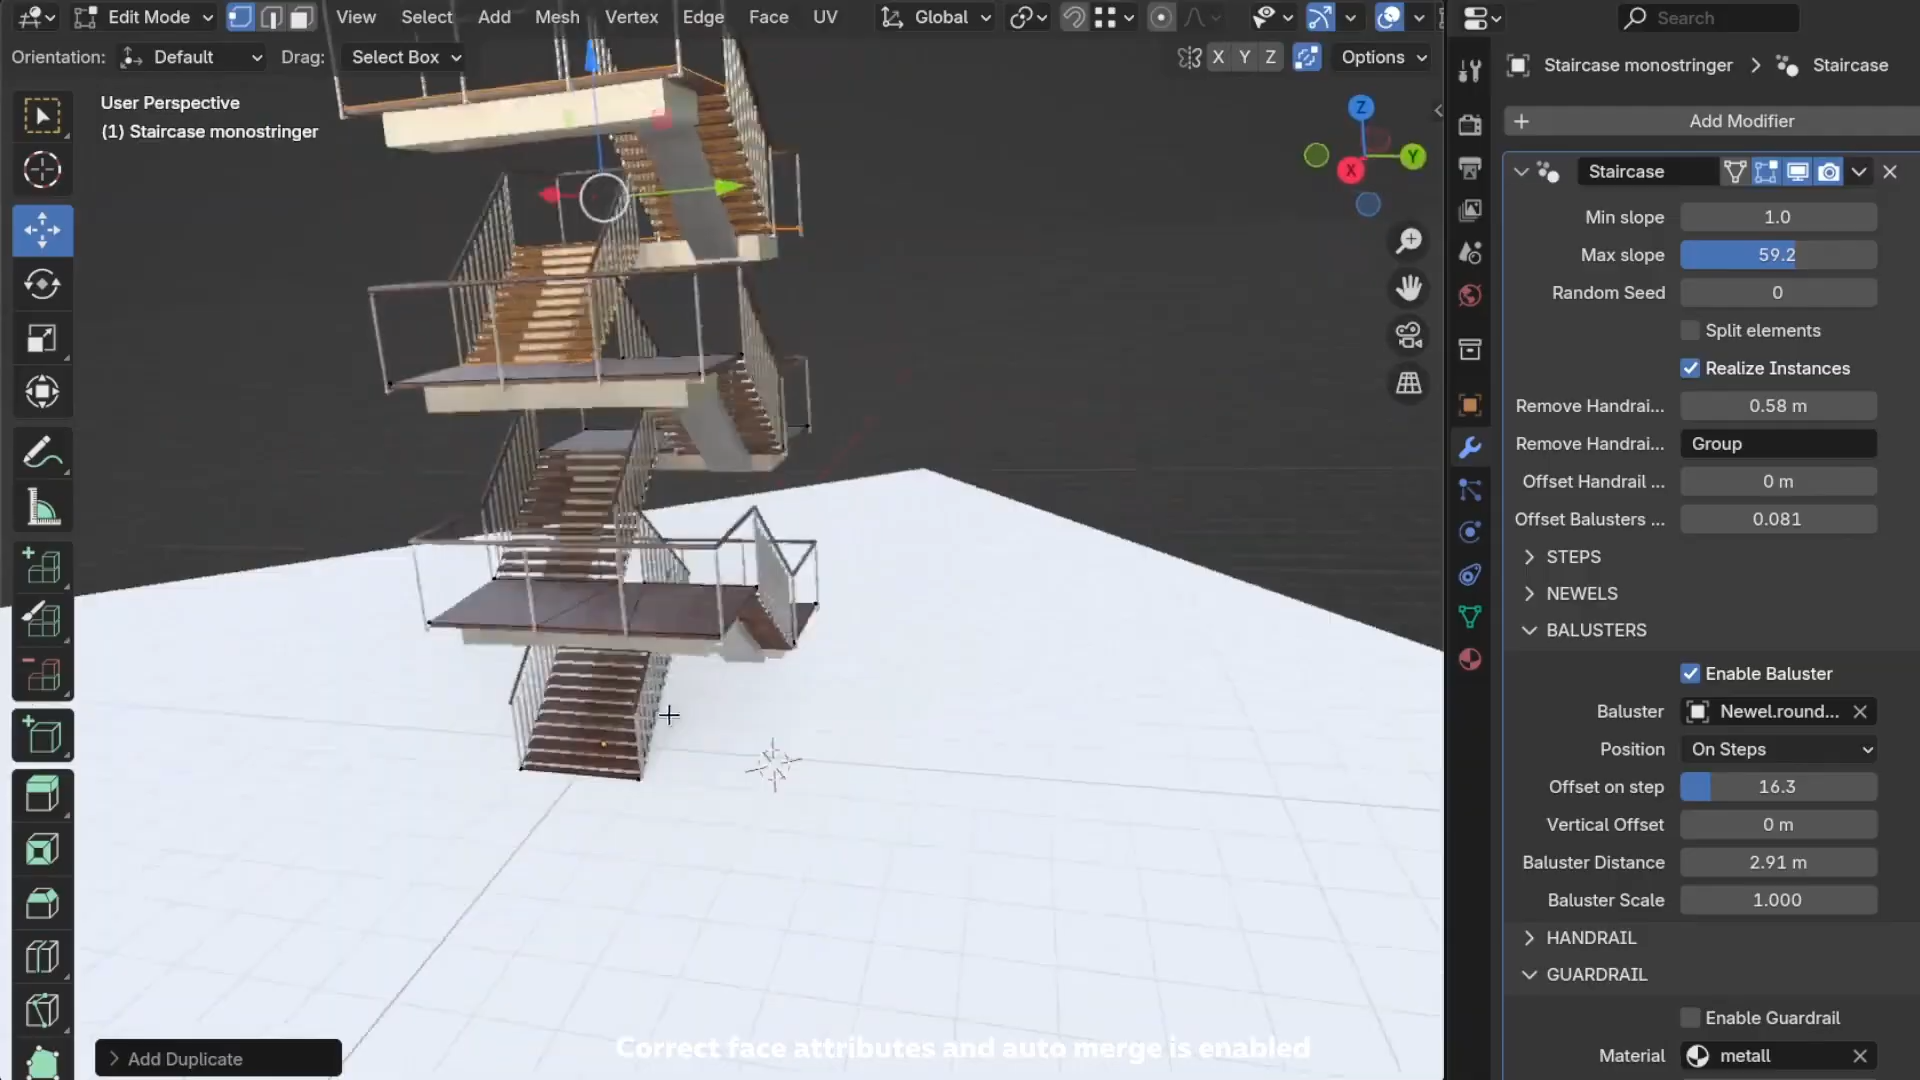 Edit Mode
View
Select
Add
Mesh
Vertex
Edge
Face
UV
Global
Search
Orientation:
Default
Drag:
Select Box
X
Y
Z
Options
Staircase monostringer
Staircase
User Perspective
(1) Staircase monostringer
Z
Y
X
Add Modifier
Staircase
Min slope 1.0
Max slope 59.2
Random Seed 0
Split elements
Realize Instances
Remove Handrai... 0.58 m
Remove Handrai... Group
Offset Handrail ... 0 m
Offset Balusters ... 0.081
STEPS
NEWELS
BALUSTERS
Enable Baluster
Baluster Newel.round...
Position On Steps
Offset on step 16.3
Vertical Offset 0 m
Baluster Distance 2.91 m
Baluster Scale 1.000
HANDRAIL
GUARDRAIL
Enable Guardrail
Material metall
Add Duplicate
Correct face attributes and auto merge is enabled